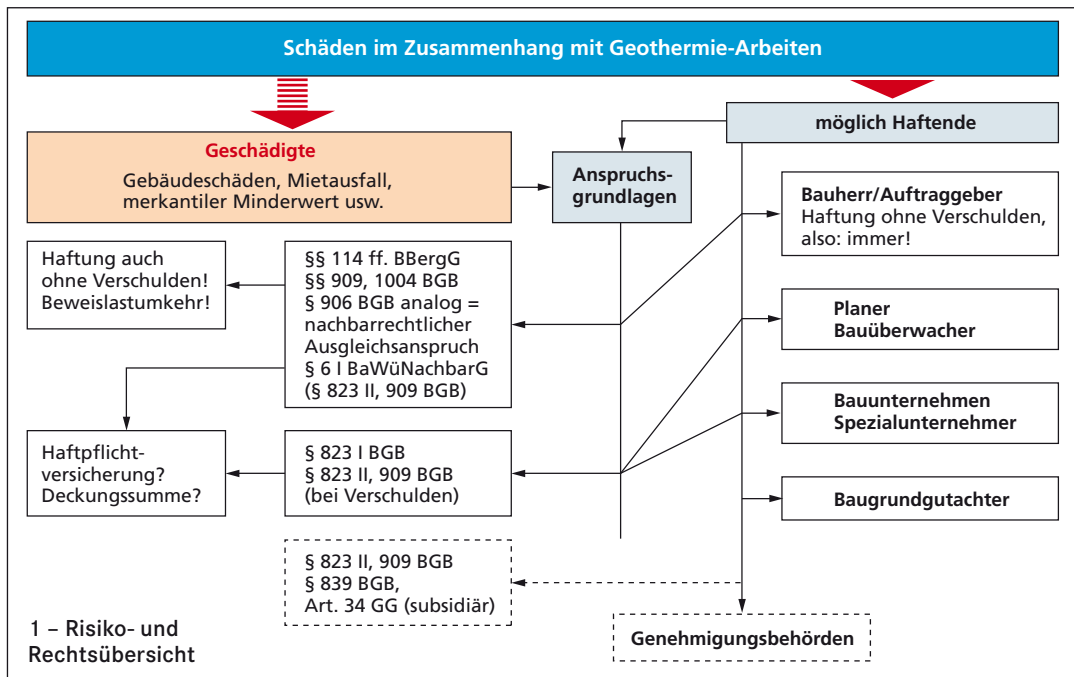 Schäden im Zusammenhang mit Geothermie-Arbeiten
möglich Haftende
Geschädigte
Gebäudeschäden, Mietausfall,
merkantiler Minderwert usw.
Anspruchs-
grundlagen
Bauherr/Auftraggeber
Haftung ohne Verschulden,
also: immer!
Haftung auch
ohne Verschulden!
Beweislastumkehr!
§§ 114 ff. BBergG
§§ 909, 1004 BGB
§ 906 BGB analog =
nachbarrechtlicher
Ausgleichsanspruch
§ 6 I BaWüNachbarG
(§ 823 II, 909 BGB)
Planer
Bauüberwacher
Bauunternehmen
Spezialunternehmer
Haftpflicht-
versicherung?
Deckungssumme?
§ 823 I BGB
§ 823 II, 909 BGB
(bei Verschulden)
Baugrundgutachter
§ 823 II, 909 BGB
§ 839 BGB,
Art. 34 GG (subsidiär)
Genehmigungsbehörden
1 – Risiko- und
Rechtsübersicht